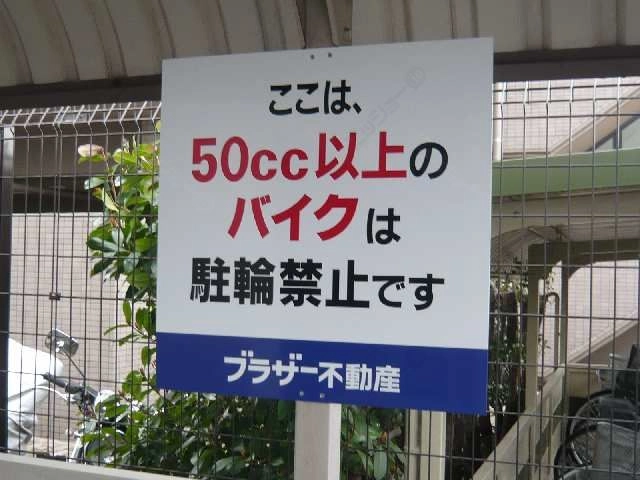 ここは、
50cc以上の
バイクは
駐輪禁止です
ブラザー不動産